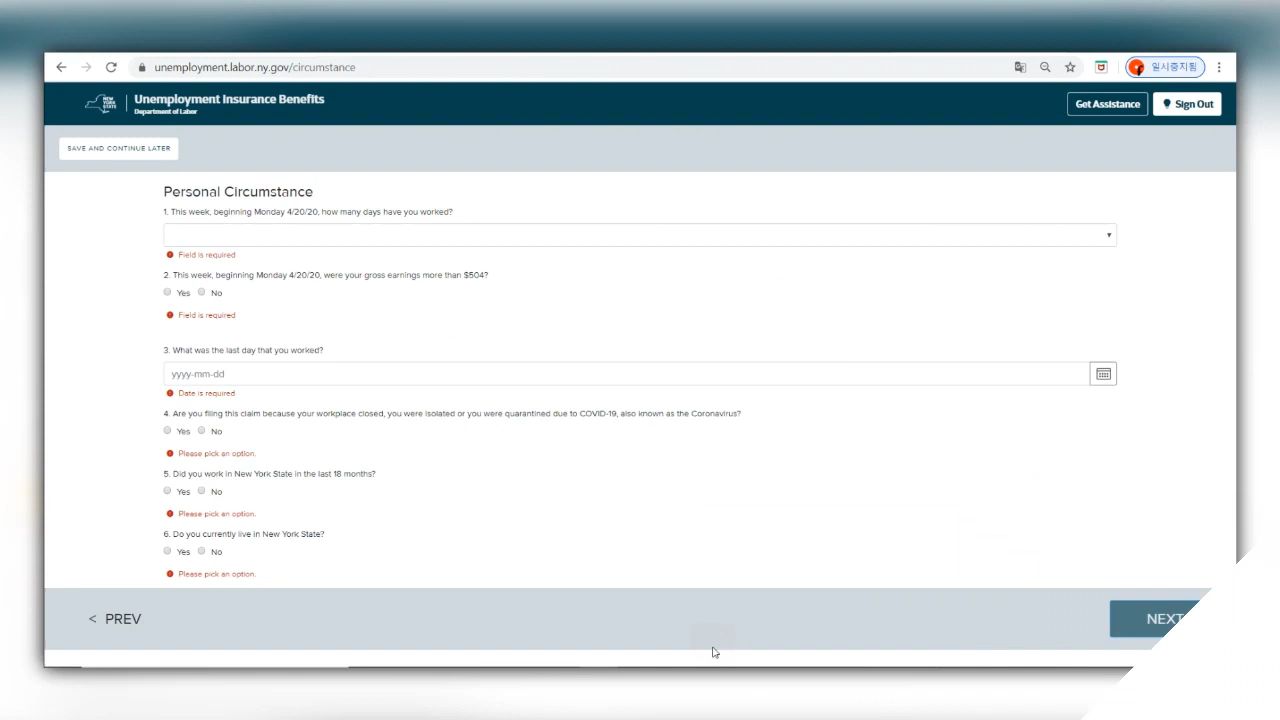 unemployment.labor.ny.gov/circumstance
일시중지됨
NEW YORK STATE
Unemployment Insurance Benefits
Department of Labor
Get Assistance
Sign Out
SAVE AND CONTINUE LATER
Personal Circumstance
1. This week, beginning Monday 4/20/20, how many days have you worked?
Field is required
2. This week, beginning Monday 4/20/20, were your gross earnings more than $504?
Yes No
Field is required
3. What was the last day that you worked?
yyyy-mm-dd
Date is required
4. Are you filing this claim because your workplace closed, you were isolated or you were quarantined due to COVID-19, also known as the Coronavirus?
Yes No
Please pick an option.
5. Did you work in New York State in the last 18 months?
Yes No
Please pick an option.
6. Do you currently live in New York State?
Yes No
Please pick an option.
< PREV
NEXT